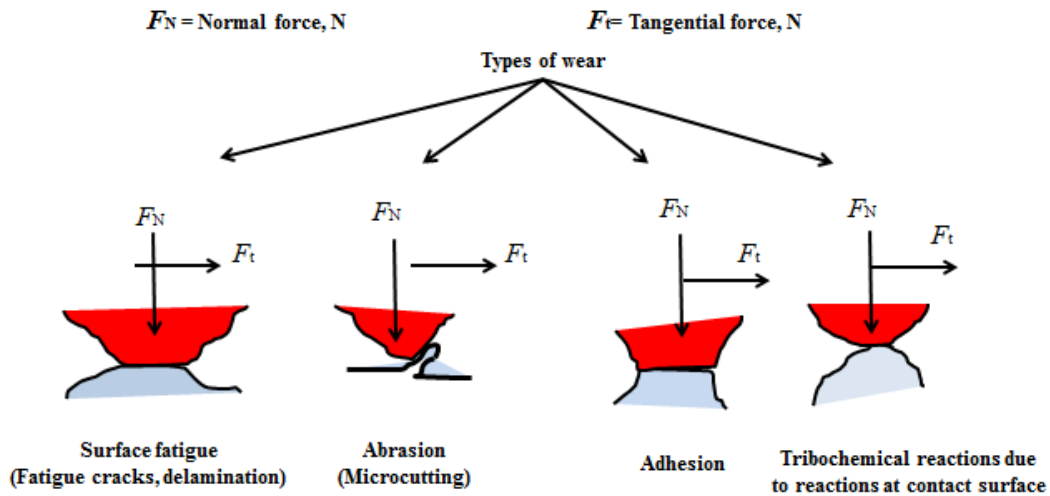 FN = Normal force, N
Ft= Tangential force, N
Types of wear
FN
Ft
FN
Ft
FN
Ft
FN
Ft
Surface fatigue
(Fatigue cracks, delamination)
Abrasion
(Microcutting)
Adhesion
Tribochemical reactions due
to reactions at contact surface